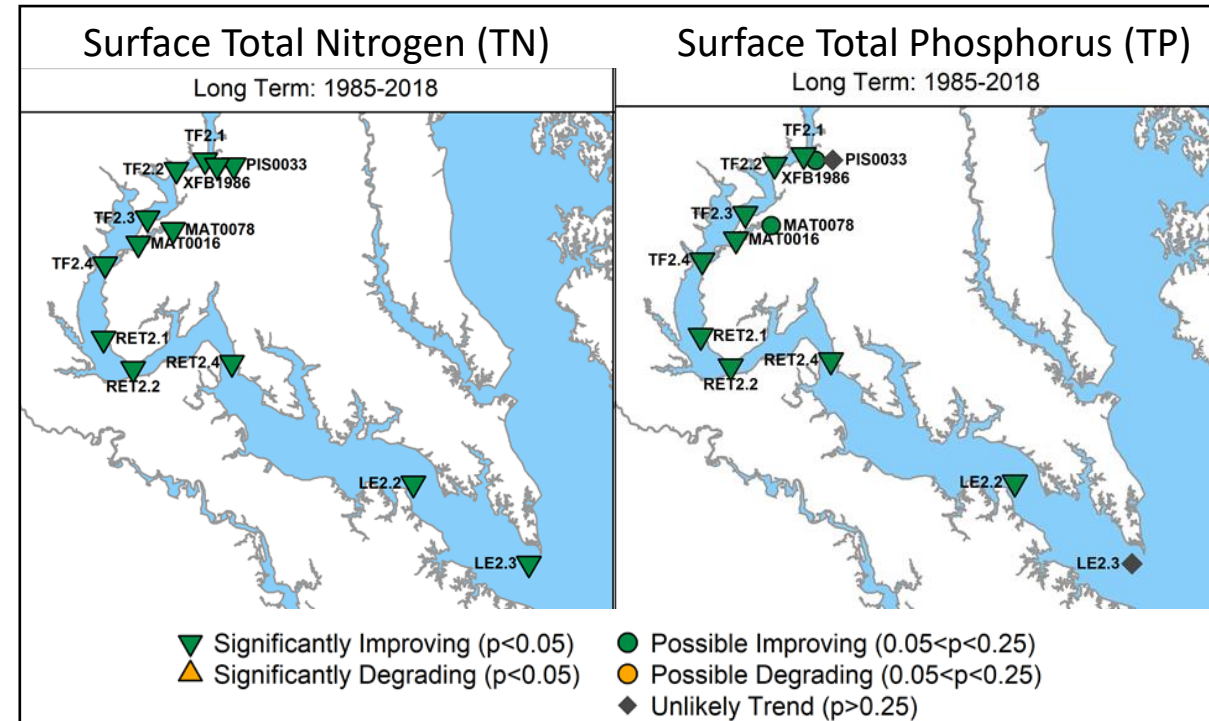 Surface Total Nitrogen (TN)
Long Term: 1985-2018
TF2.1
TF2.2
PIS0033
XFB1986
TF2.3
MAT0078
MAT0016
TF2.4
RET2.1
RET2.4
RET2.2
LE2.2
LE2.3
Surface Total Phosphorus (TP)
Long Term: 1985-2018
TF2.1
TF2.2
PIS0033
XFB1986
TF2.3
MAT0078
MAT0016
TF2.4
RET2.1
RET2.4
RET2.2
LE2.2
LE2.3
Significantly Improving (p<0.05)
Significantly Degrading (p<0.05)
Possible Improving (0.05<p<0.25)
Possible Degrading (0.05<p<0.25)
Unlikely Trend (p>0.25)